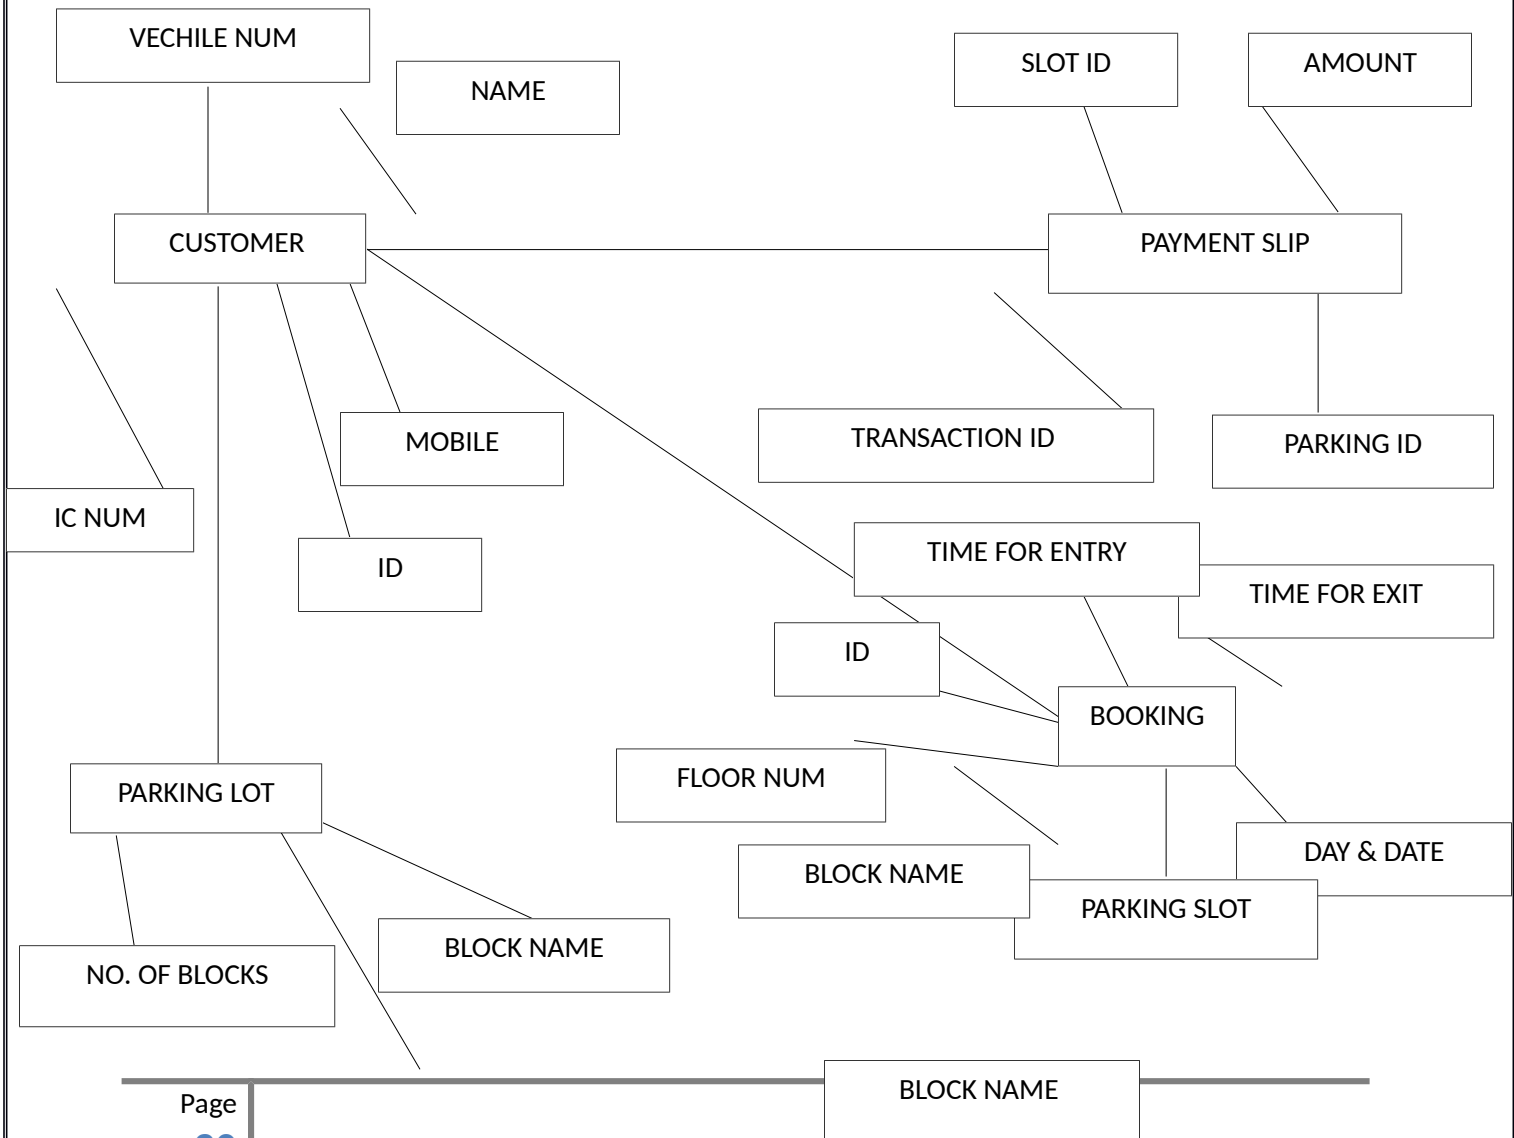 VECHILE NUM
NAME
SLOT ID
AMOUNT
CUSTOMER
PAYMENT SLIP
MOBILE
TRANSACTION ID
PARKING ID
IC NUM
ID
TIME FOR ENTRY
TIME FOR EXIT
ID
BOOKING
FLOOR NUM
PARKING LOT
BLOCK NAME
DAY & DATE
PARKING SLOT
BLOCK NAME
NO. OF BLOCKS
BLOCK NAME
Page